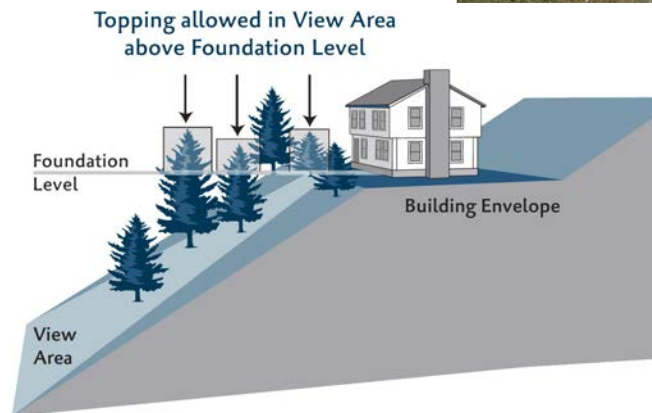 Topping allowed in View Area
above Foundation Level
Foundation
Level
Building Envelope
View
Area